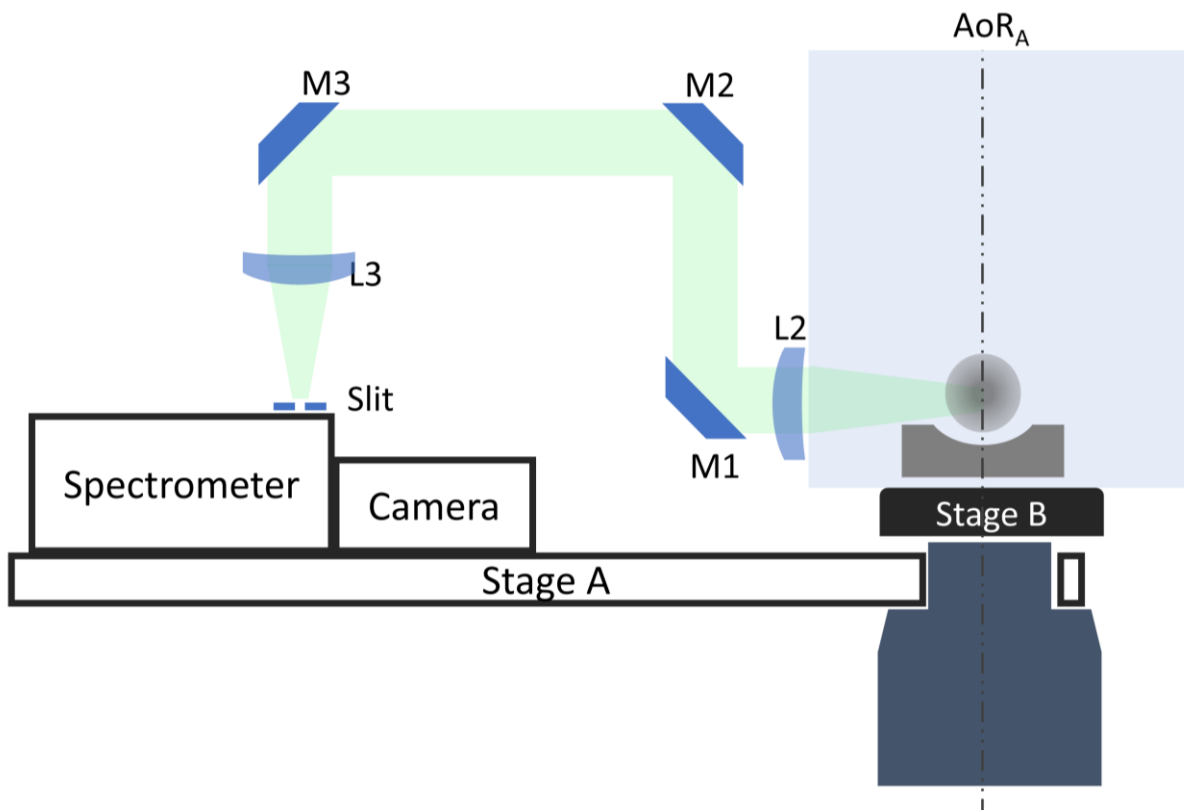 AoR_A
M3
M2
L3
L2
Slit
M1
Spectrometer
Camera
Stage B
Stage A